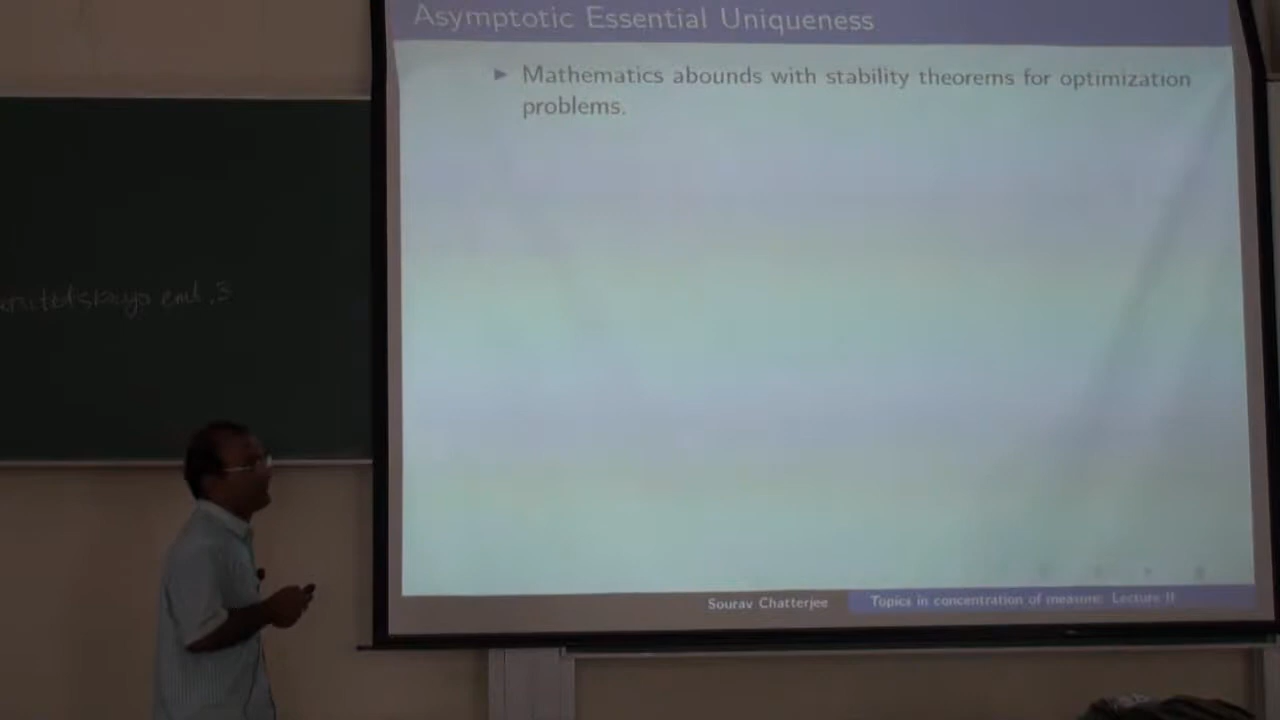 Asymptotic Essential Uniqueness
► Mathematics abounds with stability theorems for optimization
problems.
Sourav Chatterjee
Topics in concentration of measure: Lecture II